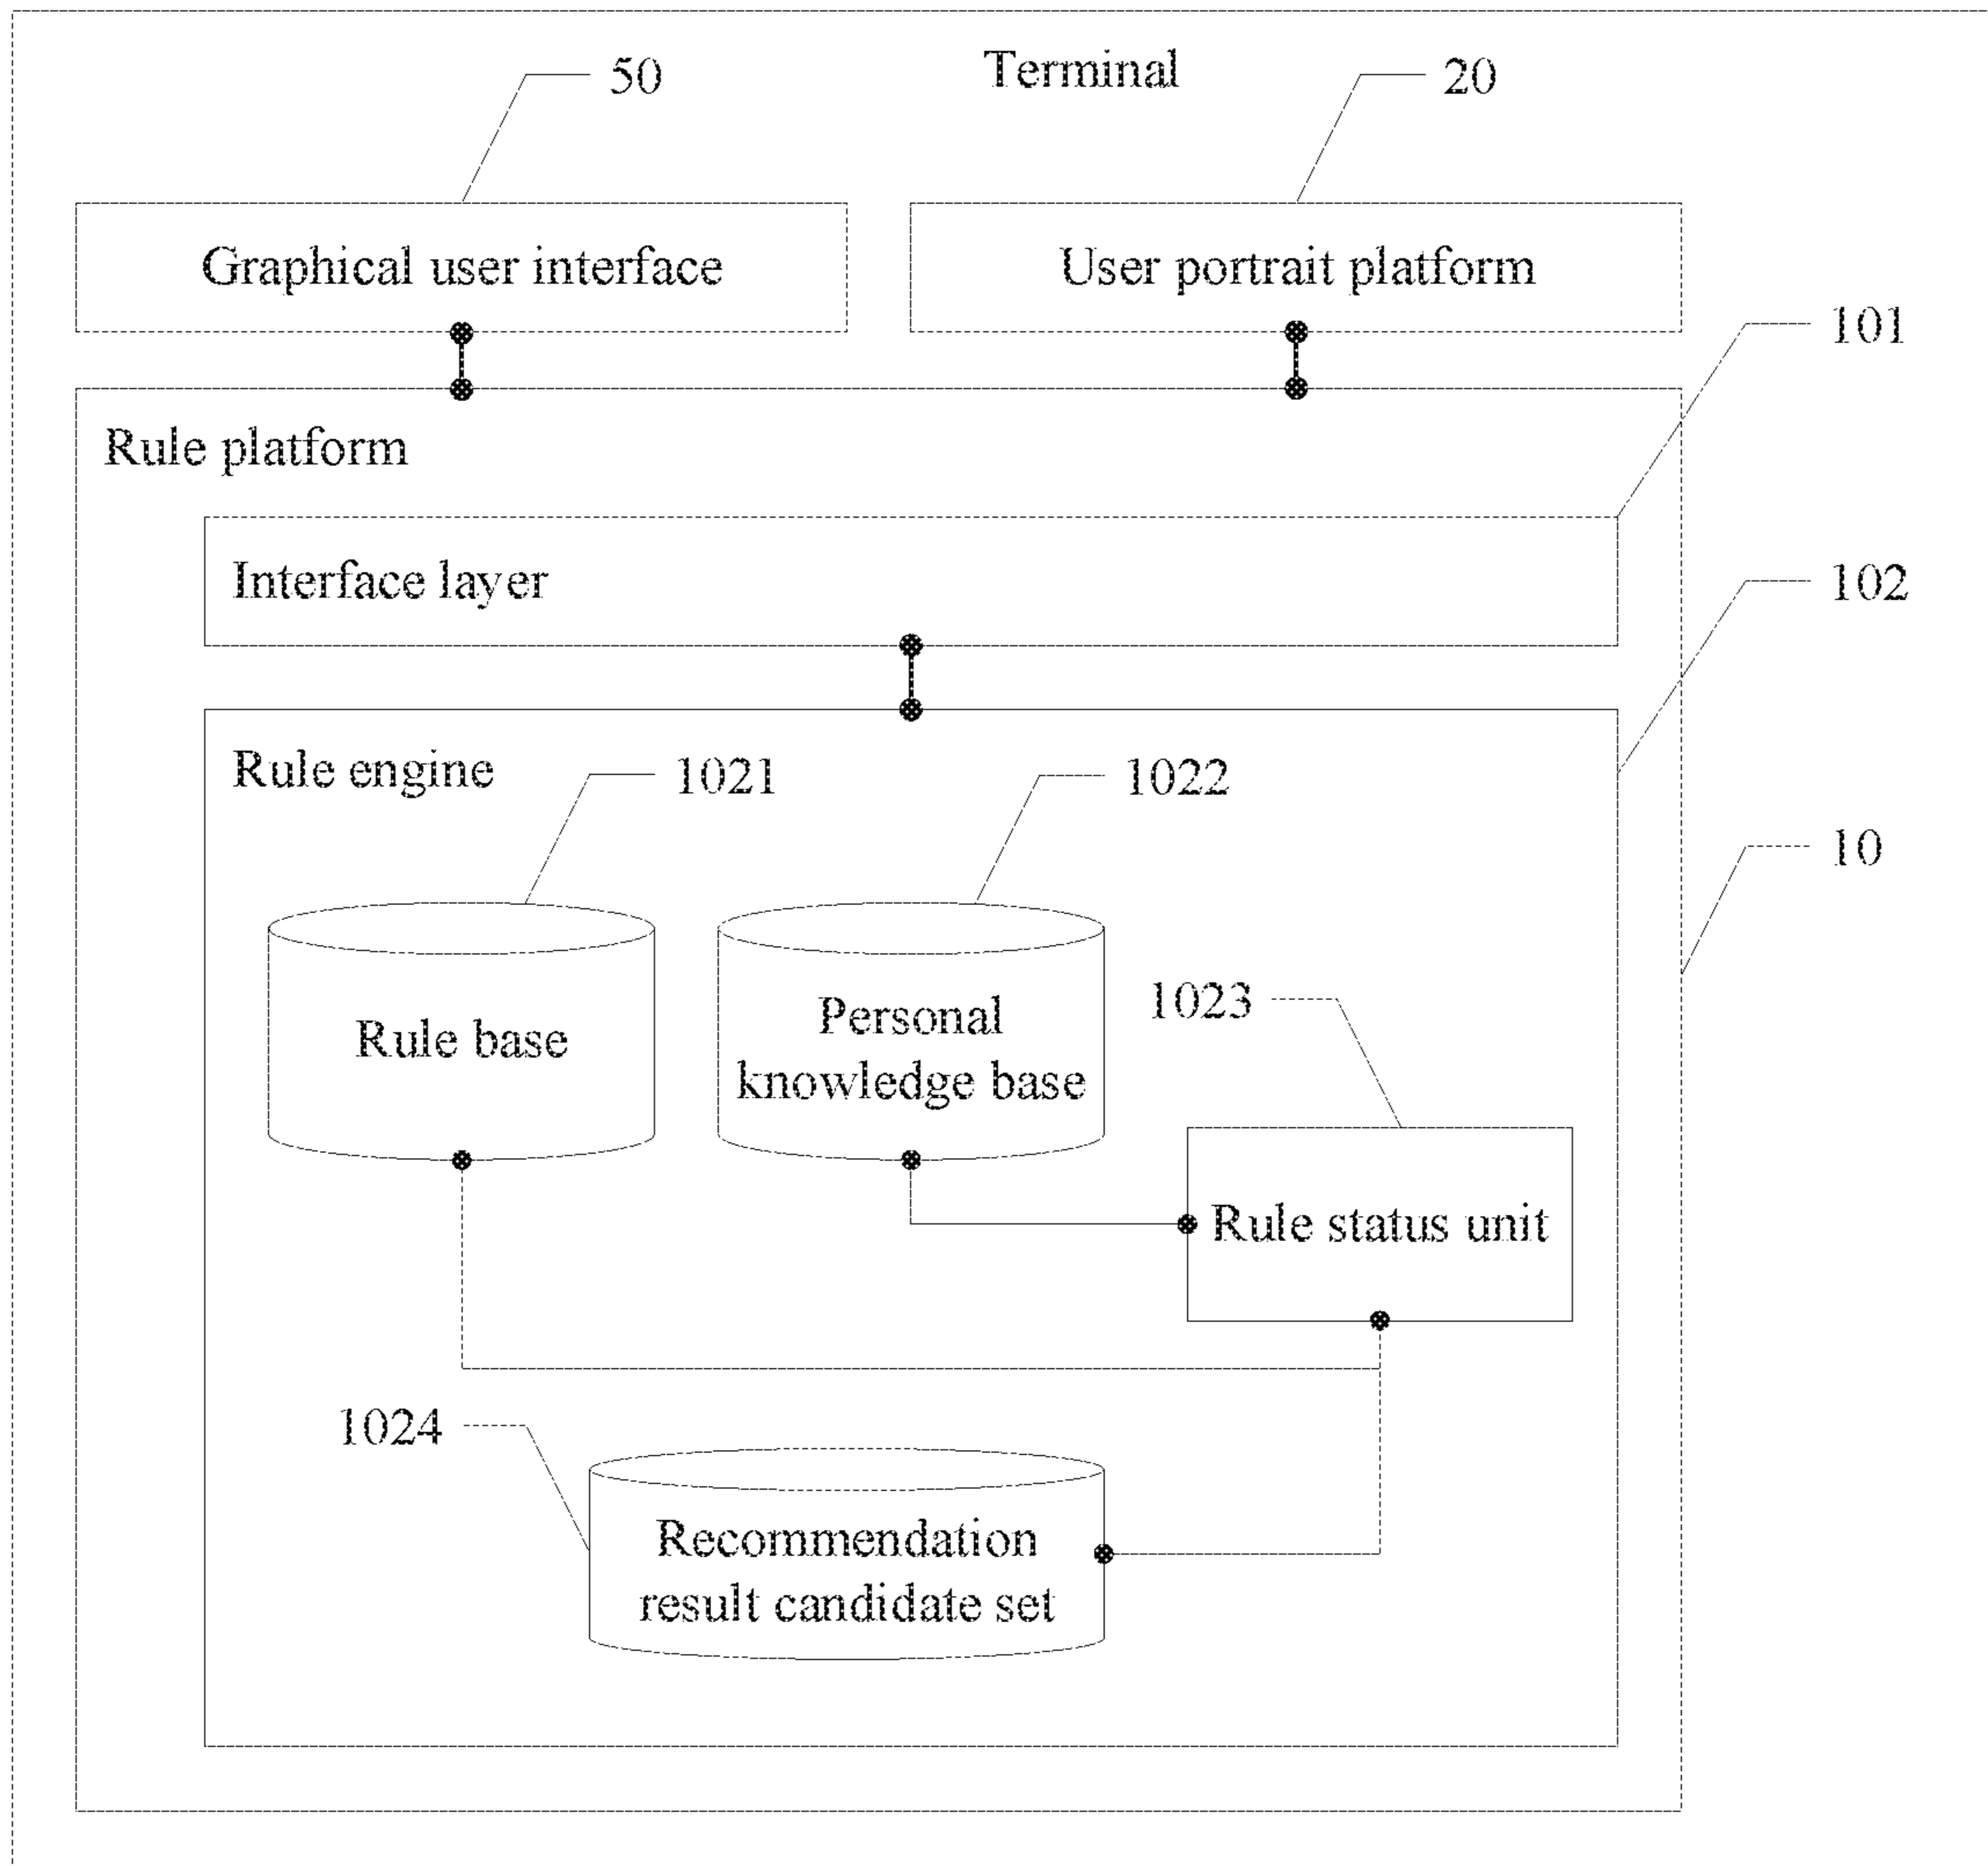 Terminal
50
20
Graphical user interface
User portrait platform
101
Rule platform
Interface layer
102
Rule engine
1021
1022
10
Rule base
Personal
knowledge base
1023
Rule status unit
1024
Recommendation
result candidate set